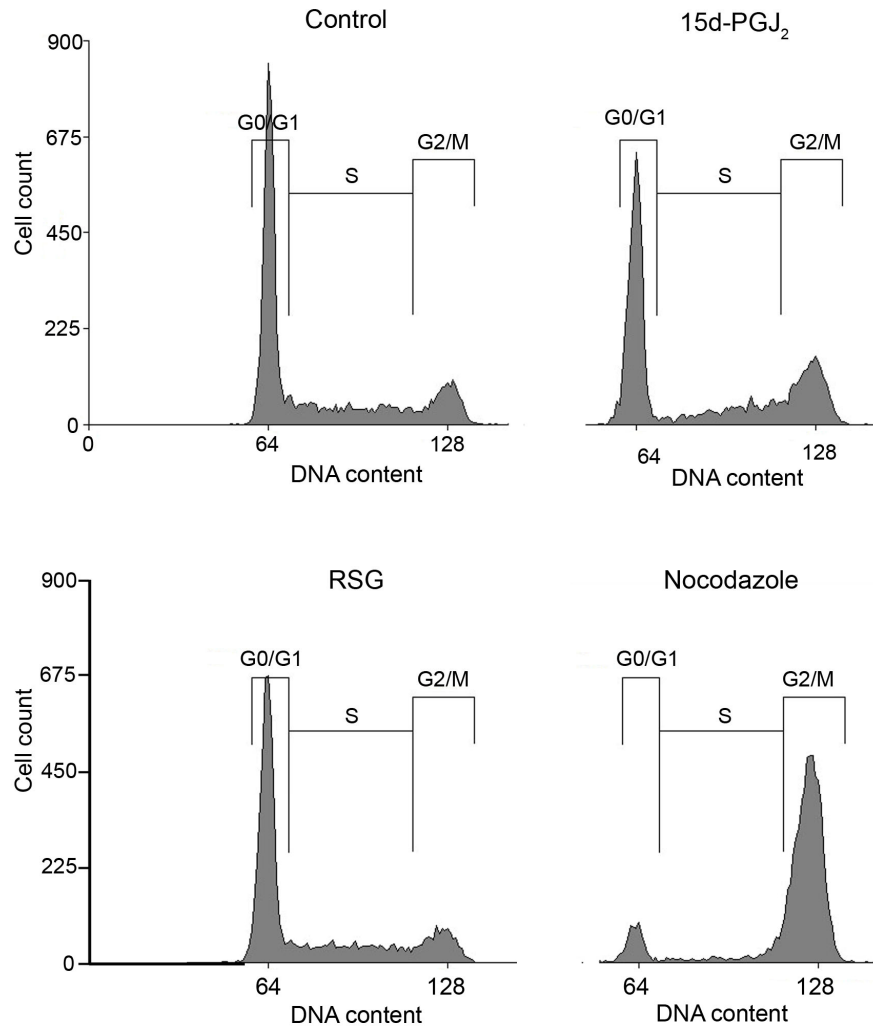 Control
15d-PGJ₂
900
675
450
225
0
Cell count
G0/G1
S
G2/M
0
64
128
DNA content
G0/G1
S
G2/M
64
128
DNA content
RSG
Nocodazole
900
675
450
225
0
Cell count
G0/G1
S
G2/M
64
128
DNA content
G0/G1
S
G2/M
64
128
DNA content